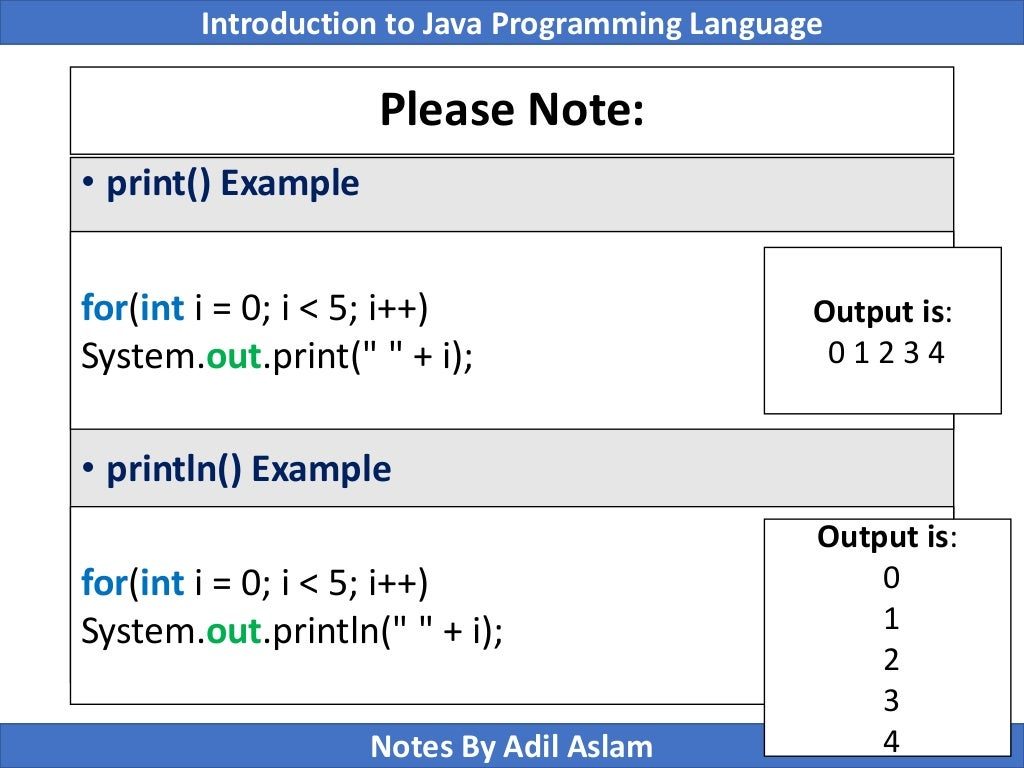 Introduction to Java Programming Language
Please Note:
• print() Example
for(int i = 0; i < 5; i++)
System.out.print(" " + i);
Output is:
0 1 2 3 4
• println() Example
for(int i = 0; i < 5; i++)
System.out.println(" " + i);
Output is:
0
1
2
3
4
Notes By Adil Aslam